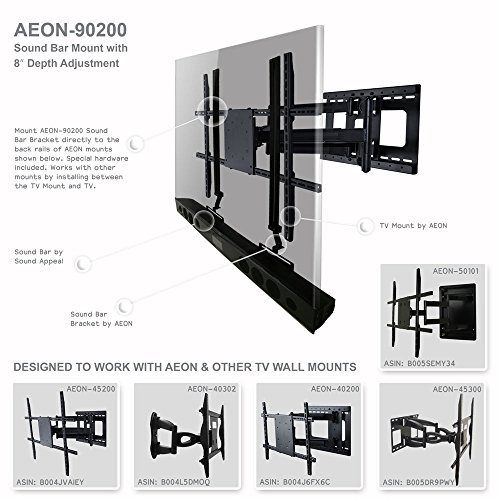 AEON-90200
Sound Bar Mount with
8" Depth Adjustment
Mount AEON-90200 Sound
Bar Bracket directly to the
back rails of AEON mounts
shown below. Special hardware
included. Works with other
mounts by installing between
the TV Mount and TV.
TV Mount by AEON
Sound Bar by
Sound Appeal
Sound Bar
Bracket by AEON
AEON-50101
ASIN: B005SEMY34
DESIGNED TO WORK WITH AEON & OTHER TV WALL MOUNTS
AEON-45200
ASIN: B004JVAIEY
AEON-40302
ASIN: B004L5DMOQ
AEON-40200
ASIN: B004J6FX6C
AEON-45300
ASIN: B005DR9PWY